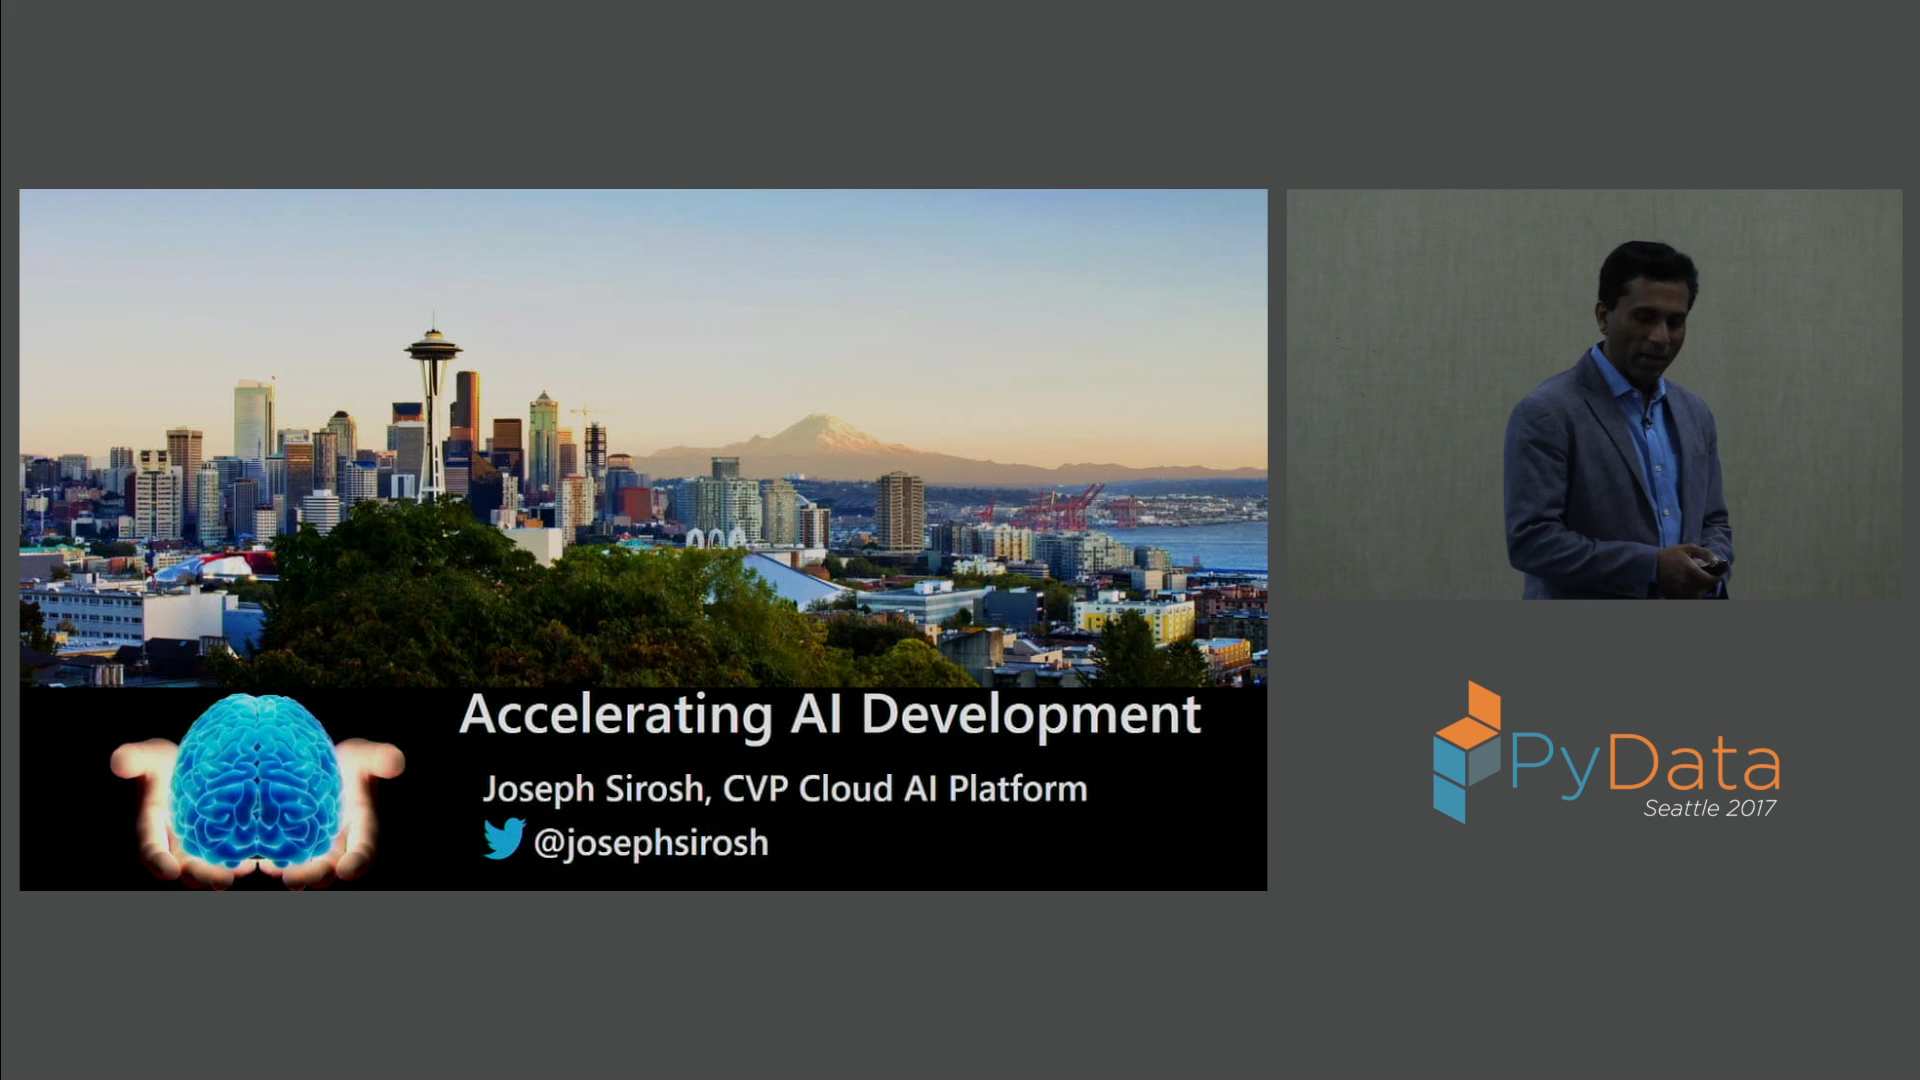 Accelerating AI Development
Joseph Sirosh, CVP Cloud AI Platform
@josephsirosh
PyData
Seattle 2017